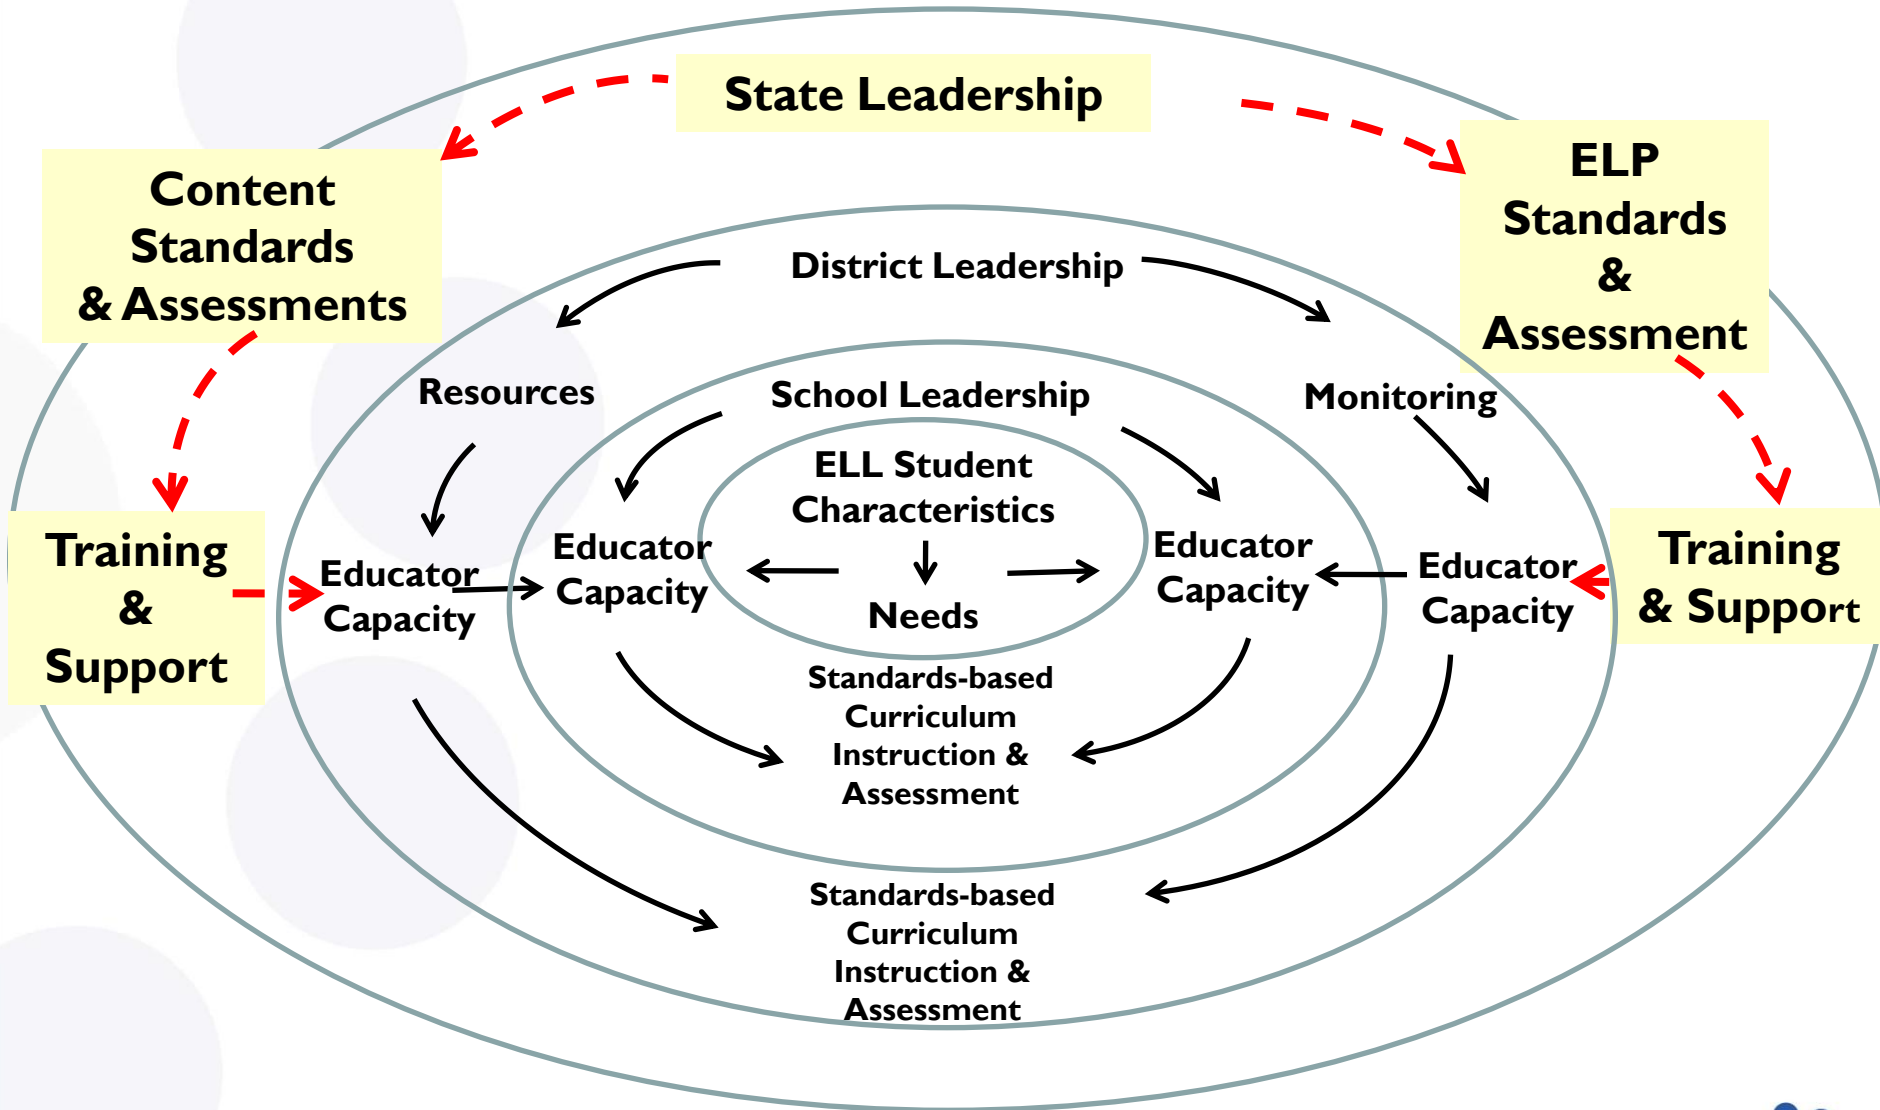 State Leadership
Content
Standards
& Assessments
ELP
Standards
&
Assessment
District Leadership
Resources
School Leadership
Monitoring
ELL Student
Characteristics
Needs
Training
&
Support
Educator
Capacity
Educator
Capacity
Educator
Capacity
Educator
Capacity
Training
& Support
Standards-based
Curriculum
Instruction &
Assessment
Standards-based
Curriculum
Instruction &
Assessment